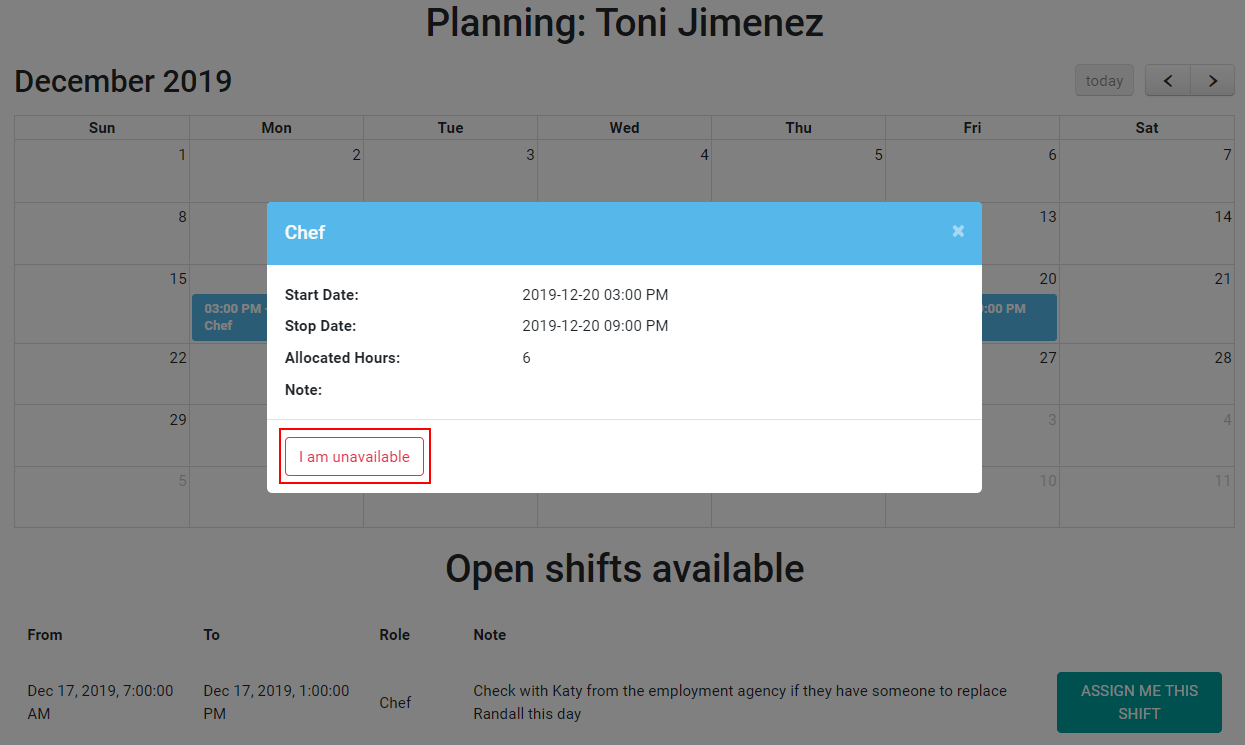 Planning: Toni Jimenez
December 2019
today
Sun Mon Tue Wed Thu Fri Sat
1 2 3 4 5 6 7
8 13 14
15 20 21
03:00 PM -
Chef
:00 PM
22 27 28
29 3 4
5 10 11
Chef ×
Start Date: 2019-12-20 03:00 PM
Stop Date: 2019-12-20 09:00 PM
Allocated Hours: 6
Note:
I am unavailable
Open shifts available
From To Role Note
Dec 17, 2019, 7:00:00
AM
Dec 17, 2019, 1:00:00
PM
Chef
Check with Katy from the employment agency if they have someone to replace
Randall this day
ASSIGN ME THIS
SHIFT